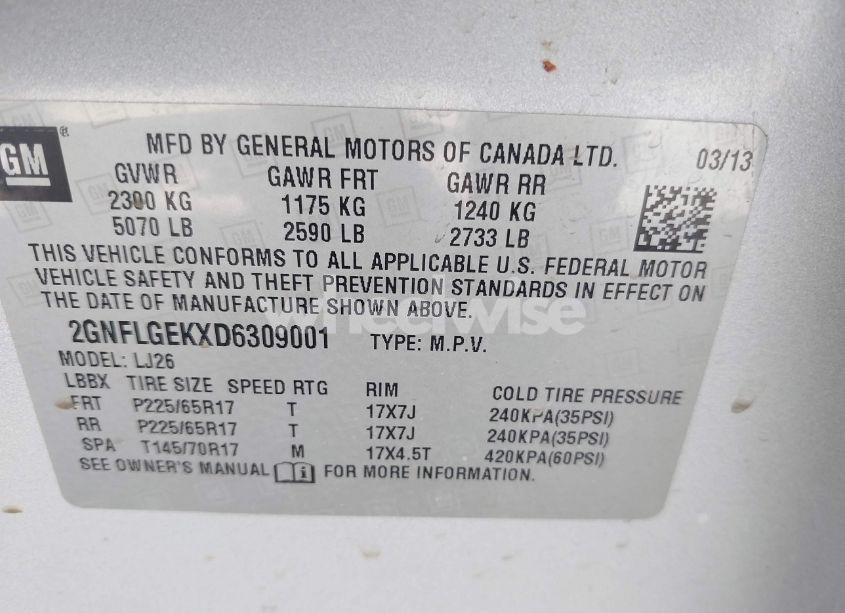 GM®
MFD BY GENERAL MOTORS OF CANADA LTD. 03/13
GVWR GAWR FRT GAWR RR
2300 KG 1175 KG 1240 KG
5070 LB 2590 LB 2733 LB
THIS VEHICLE CONFORMS TO ALL APPLICABLE U.S. FEDERAL MOTOR
VEHICLE SAFETY AND THEFT PREVENTION STANDARDS IN EFFECT ON
THE DATE OF MANUFACTURE SHOWN ABOVE.
wheelwise
2GNFLGEKXD6309001 TYPE: M.P.V.
MODEL: LJ26
LBBX TIRE SIZE SPEED RTG RIM COLD TIRE PRESSURE
FRT P225/65R17 T 17X7J 240KPA(35PSI)
RR P225/65R17 T 17X7J 240KPA(35PSI)
SPA T145/70R17 M 17X4.5T 420KPA(60PSI)
SEE OWNER'S MANUAL i FOR MORE INFORMATION.